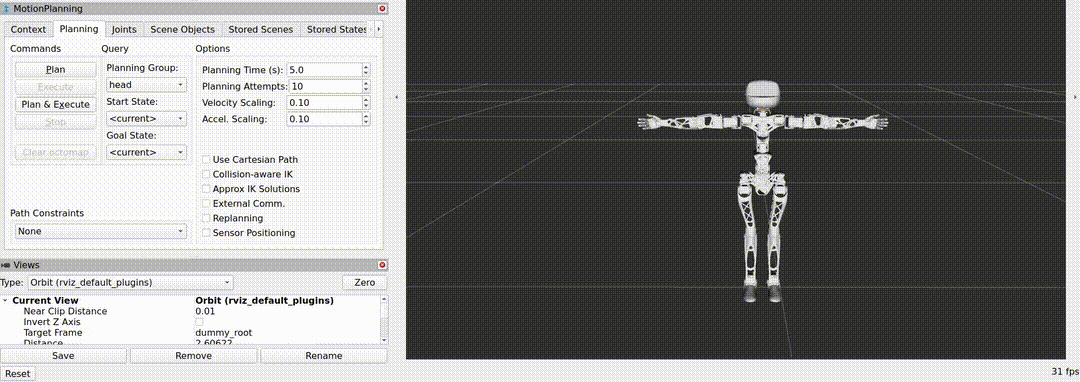 MotionPlanning
Context Planning Joints Scene Objects Stored Scenes Stored States
Commands Query Options
Plan
Execute
Plan & Execute
Stop
Clear octomap
Planning Group:
head
Start State:
<current>
Goal State:
<current>
Planning Time (s): 5.0
Planning Attempts: 10
Velocity Scaling: 0.10
Accel. Scaling: 0.10
Use Cartesian Path
Collision-aware IK
Approx IK Solutions
External Comm.
Replanning
Sensor Positioning
Path Constraints
None
Views
Type: Orbit (rviz_default_plugins) Zero
Current View Orbit (rviz_default_plugins)
Near Clip Distance 0.01
Invert Z Axis
Target Frame dummy_root
Distance 2.60622
Save Remove Rename
Reset
31 fps